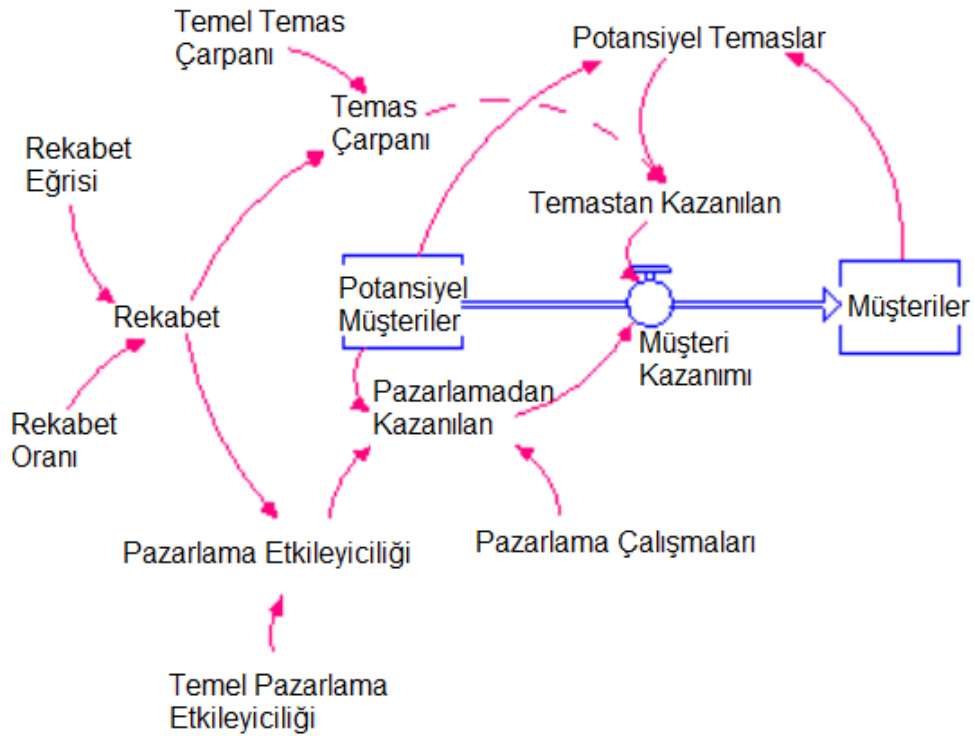 Temel Temas
Çarpanı
Potansiyel Temaslar
Temas
Çarpanı
Rekabet
Eğrisi
Temastan Kazanılan
Potansiyel
Müşteriler
Müşteriler
Rekabet
Müşteri
Kazanımı
Pazarlamadan
Kazanılan
Rekabet
Oranı
Pazarlama Etkileyiciliği
Pazarlama Çalışmaları
Temel Pazarlama
Etkileyiciliği